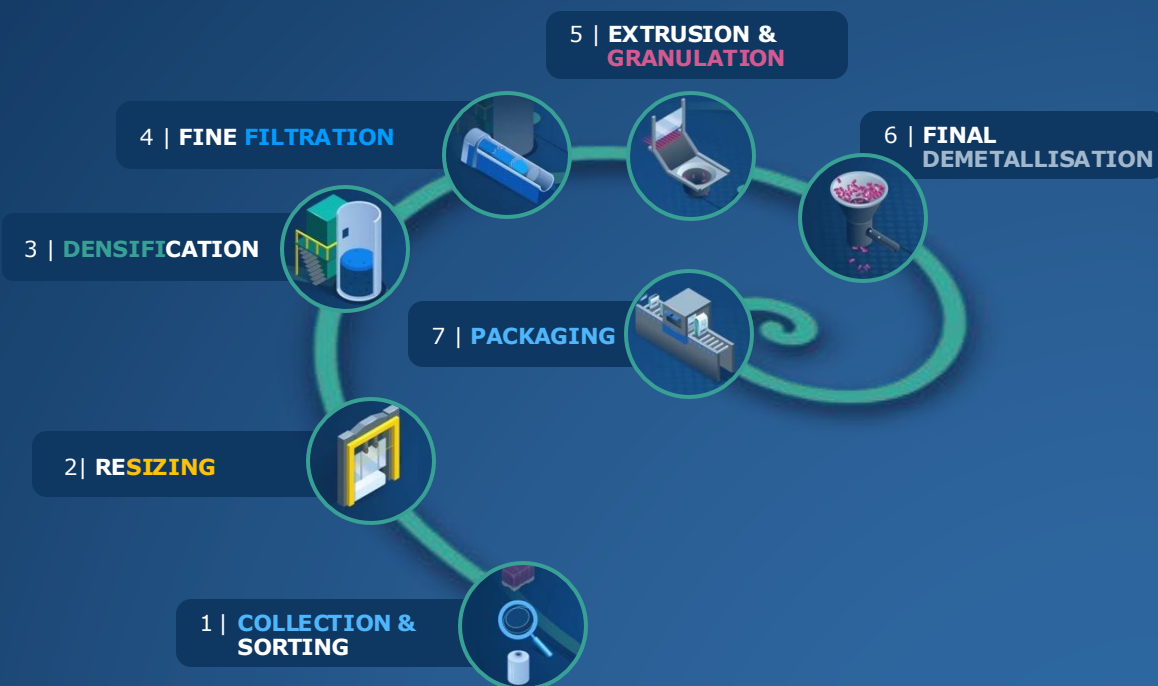 5 | EXTRUSION &
GRANULATION
4 | FINE FILTRATION
6 | FINAL
DEMETALLISATION
3 | DENSIFICATION
7 | PACKAGING
2| RESIZING
1 | COLLECTION &
SORTING